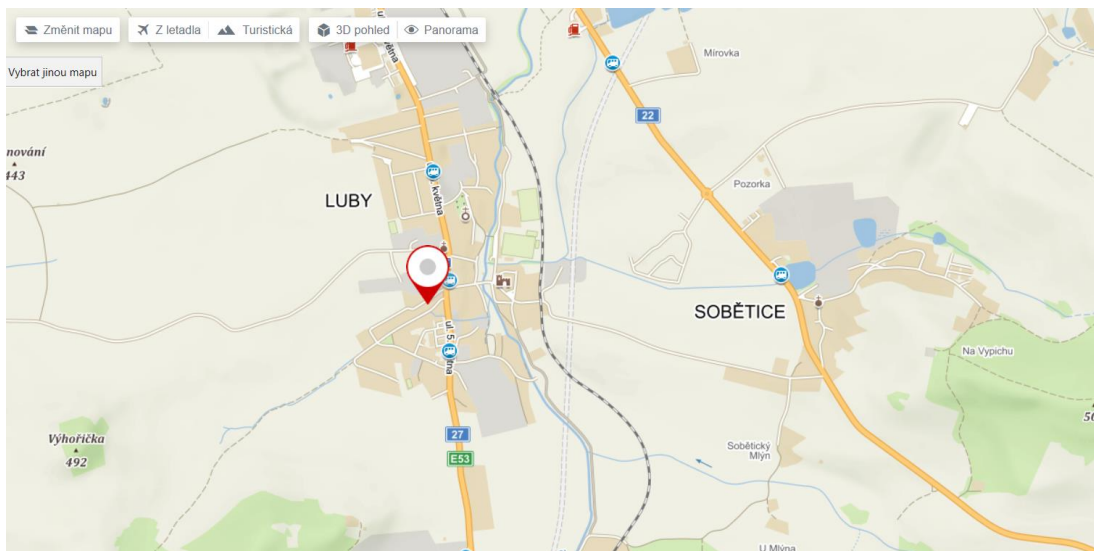 Změnit mapu
Z letadla
Turistická
3D pohled
Panorama
Vybrat jinou mapu
května
Mírovka
22
nování
443
Pozorka
LUBY
května
SOBĚTICE
ul. 5.
tna
Na Vypichu
Výhořička
492
27
E53
Sobětický
Mlýn
U Mlýna